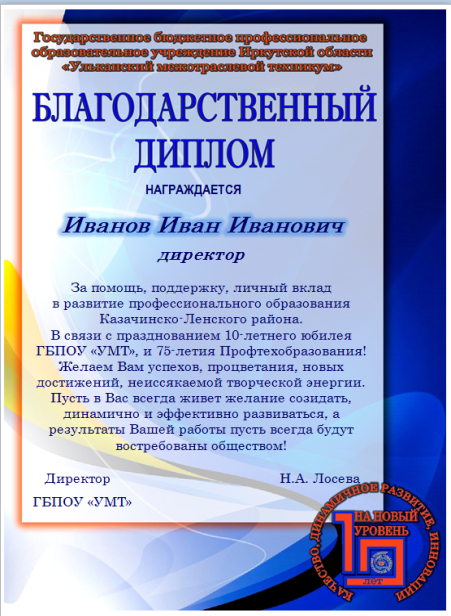 Государственное бюджетное профессиональное
образовательное учреждение Иркутской области
«Ульканский межотраслевой техникум»
БЛАГОДАРСТВЕННЫЙ
ДИПЛОМ
НАГРАЖДАЕТСЯ
Иванов Иван Иванович
директор
За помощь, поддержку, личный вклад
в развитие профессионального образования
Казачинско-Ленского района.
В связи с празднованием 10-летнего юбилея
ГБПОУ «УМТ», и 75-летия Профтехобразования!
Желаем Вам успехов, процветания, новых
достижений, неиссякаемой творческой энергии.
Пусть в Вас всегда живет желание созидать,
динамично и эффективно развиваться, а
результаты Вашей работы пусть всегда будут
востребованы обществом!
Директор Н.А. Лосева
ГБПОУ «УМТ»
КАЧЕСТВО, ДИНАМИЧНОЕ РАЗВИТИЕ, ИННОВАЦИИ
НА НОВЫЙ
УРОВЕНЬ
10
ЛЕТ